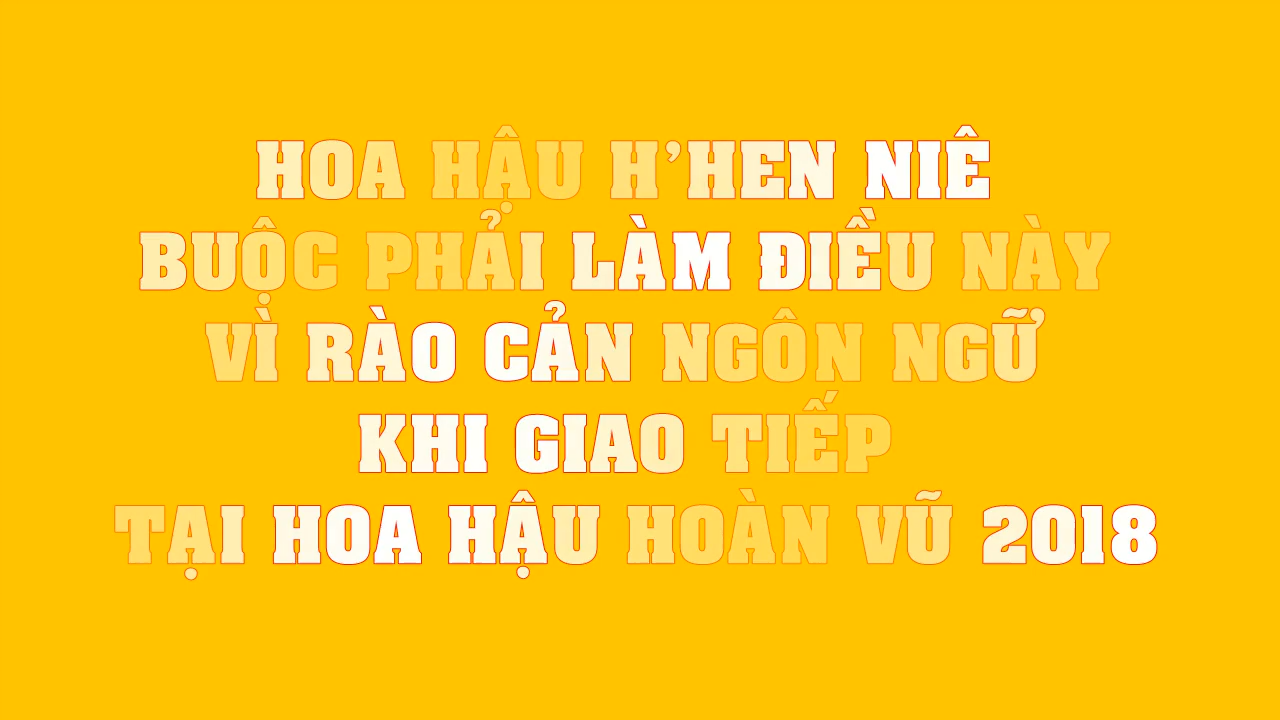 HOA HẬU H’HEN NIÊ
BUỘC PHẢI LÀM ĐIỀU NÀY
VÌ RÀO CẢN NGÔN NGỮ
KHI GIAO TIẾP
TẠI HOA HẬU HOÀN VŨ 2018